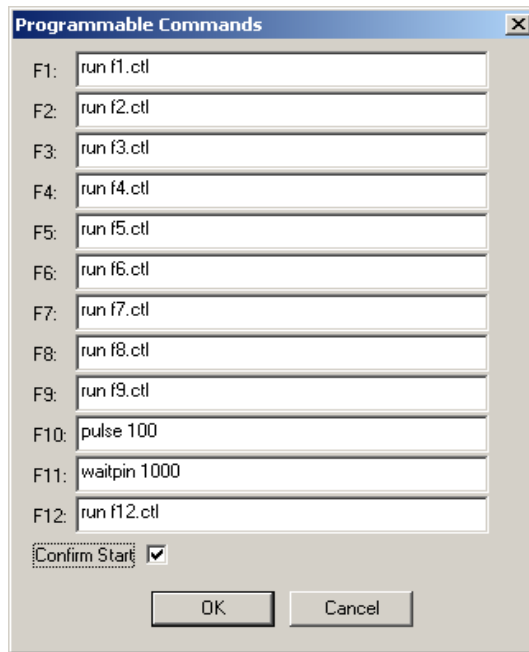 Programmable Commands
F1: run f1.ctl
F2: run f2.ctl
F3: run f3.ctl
F4: run f4.ctl
F5: run f5.ctl
F6: run f6.ctl
F7: run f7.ctl
F8: run f8.ctl
F9: run f9.ctl
F10: pulse 100
F11: waitpin 1000
F12: run f12.ctl
Confirm Start
OK Cancel